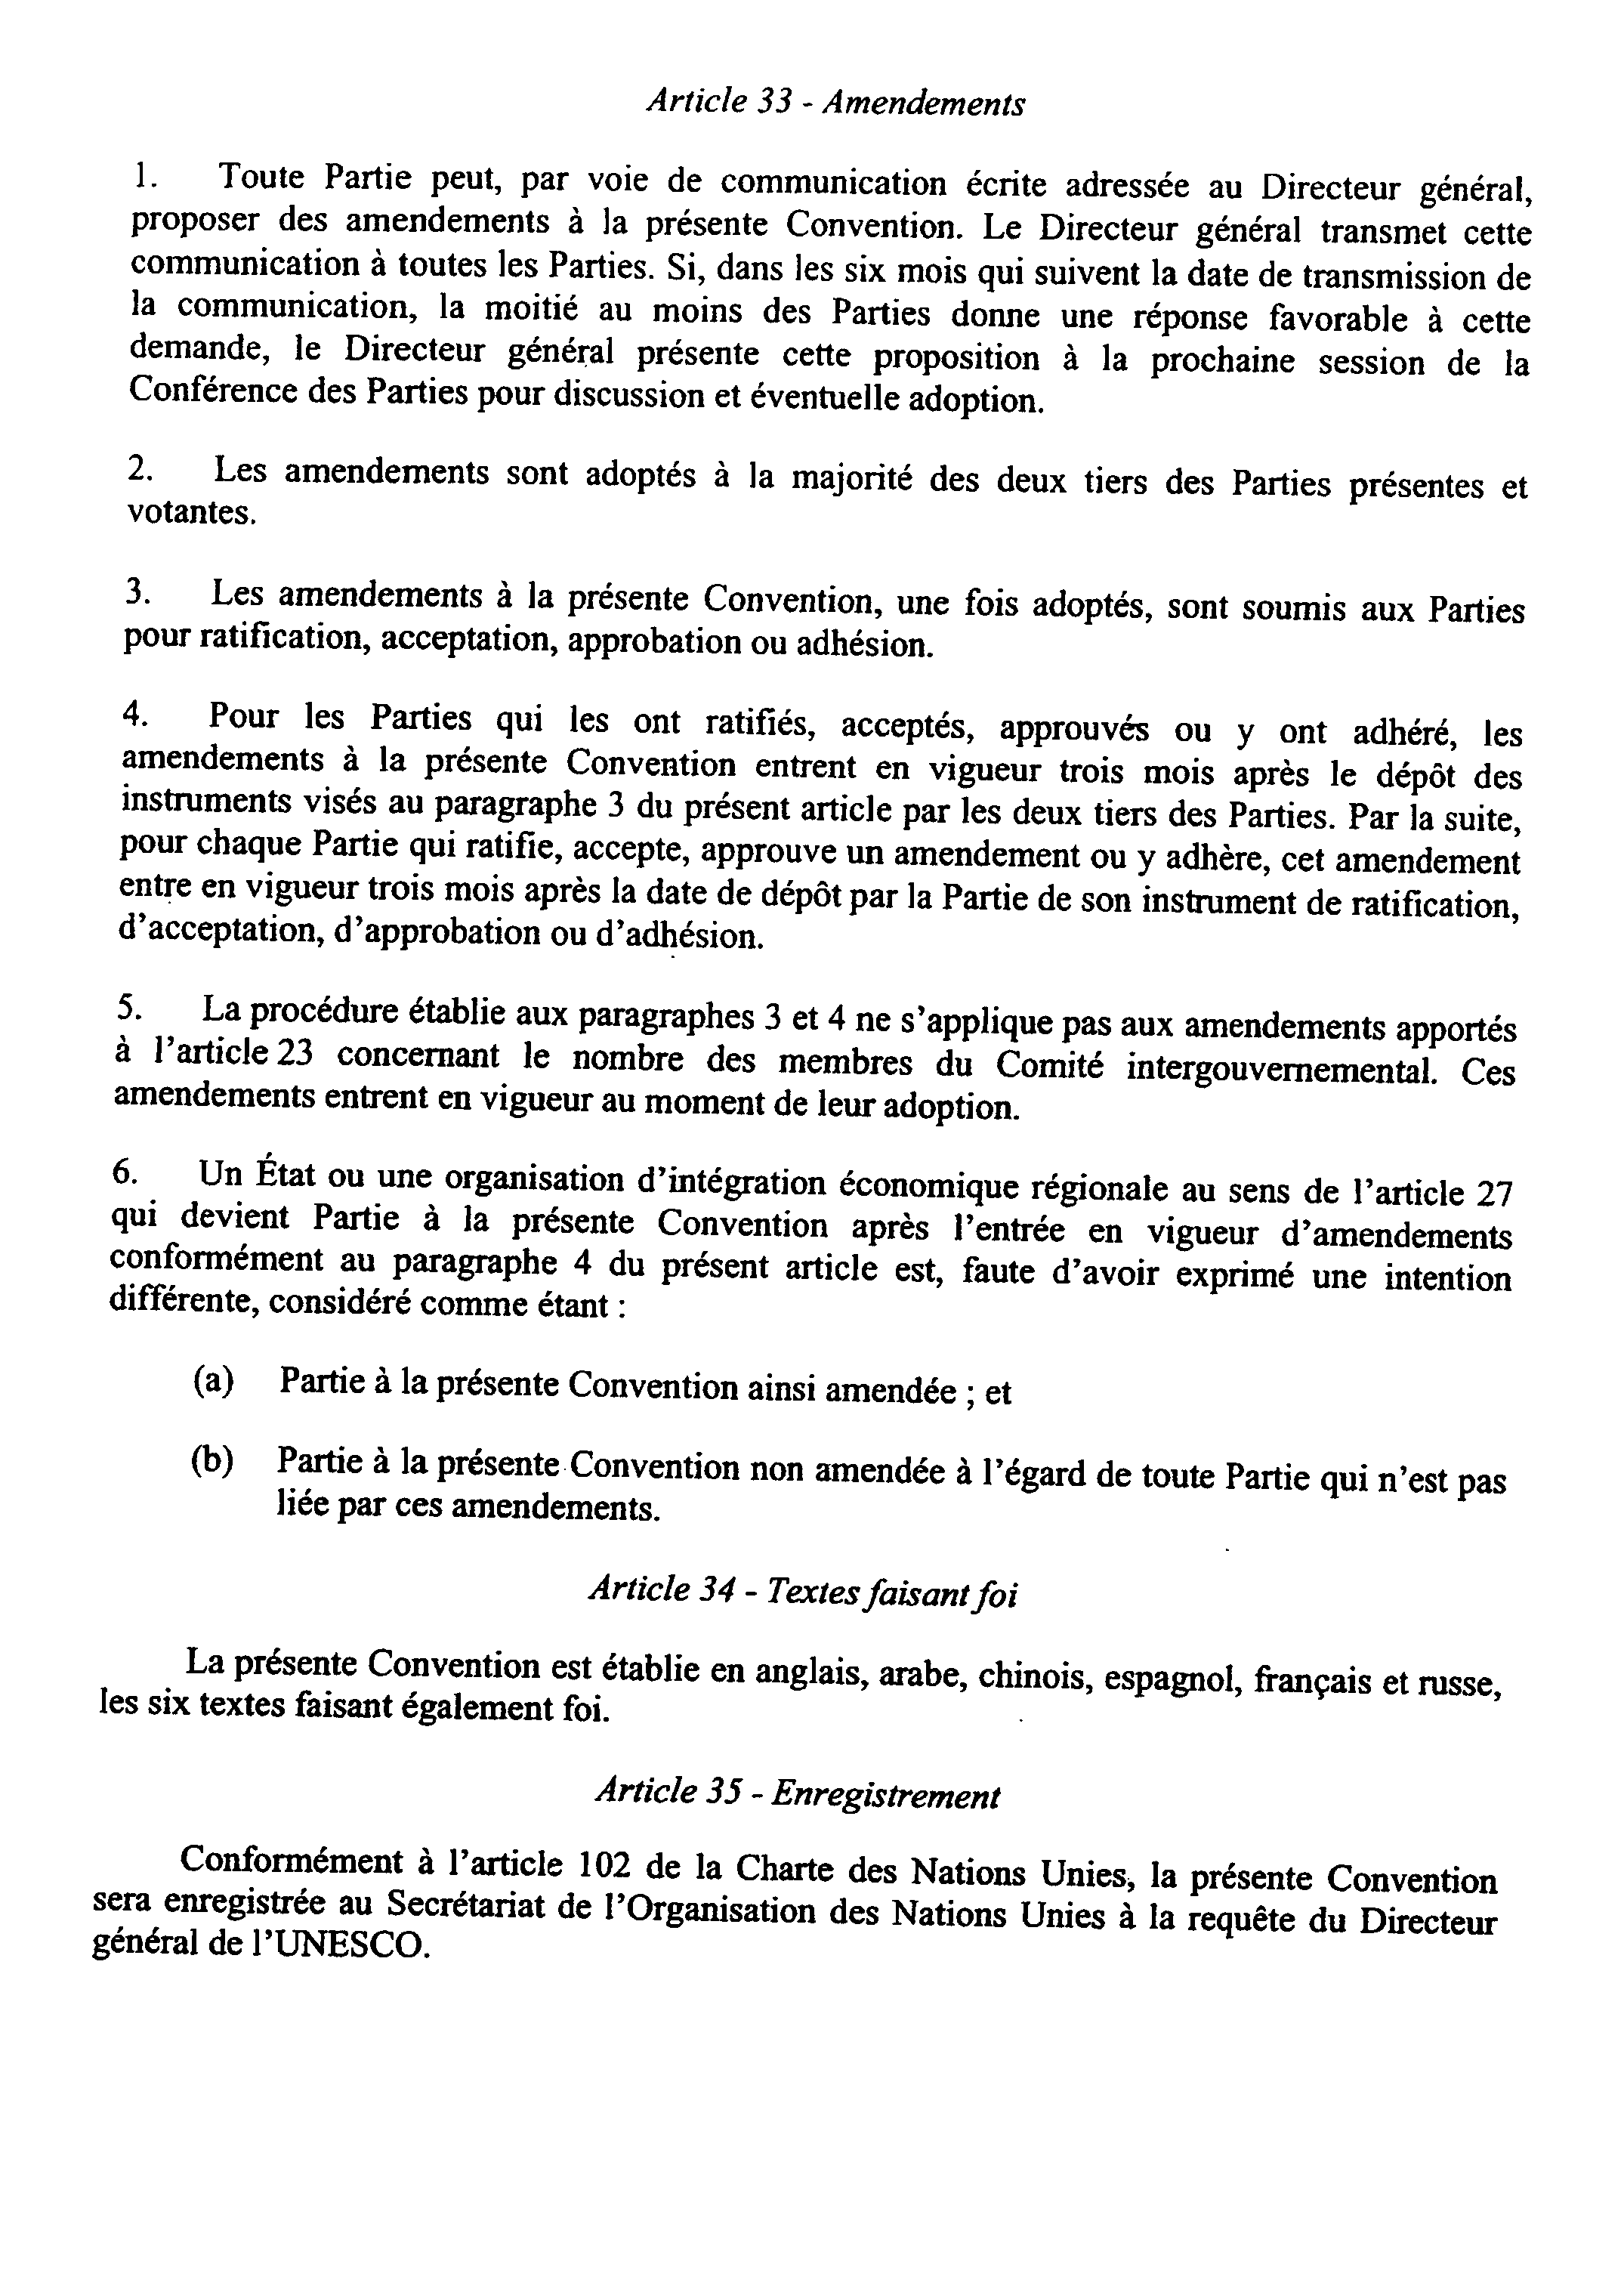 Article 33 - Amendements
1. Toute Partie peut, par voie de communication écrite adressée au Directeur général,
proposer des amendements à la présente Convention. Le Directeur général transmet cette
communication à toutes les Parties. Si, dans les six mois qui suivent la date de transmission de
la communication, la moitié au moins des Parties donne une réponse favorable à cette
demande, le Directeur général présente cette proposition à la prochaine session de la
Conférence des Parties pour discussion et éventuelle adoption.
2. Les amendements sont adoptés à la majorité des deux tiers des Parties présentes et
votantes.
3. Les amendements à la présente Convention, une fois adoptés, sont soumis aux Parties
pour ratification, acceptation, approbation ou adhésion.
4. Pour les Parties qui les ont ratifiés, acceptés, approuvés ou y ont adhéré, les
amendements à la présente Convention entrent en vigueur trois mois après le dépôt des
instruments visés au paragraphe 3 du présent article par les deux tiers des Parties. Par la suite,
pour chaque Partie qui ratifie, accepte, approuve un amendement ou y adhère, cet amendement
entre en vigueur trois mois après la date de dépôt par la Partie de son instrument de ratification,
d'acceptation, d'approbation ou d'adhésion.
5. La procédure établie aux paragraphes 3 et 4 ne s'applique pas aux amendements apportés
à l'article 23 concernant le nombre des membres du Comité intergouvernemental. Ces
amendements entrent en vigueur au moment de leur adoption.
6. Un État ou une organisation d'intégration économique régionale au sens de l'article 27
qui devient Partie à la présente Convention après l'entrée en vigueur d'amendements
conformément au paragraphe 4 du présent article est, faute d'avoir exprimé une intention
différente, considéré comme étant :
(a) Partie à la présente Convention ainsi amendée ; et
(b) Partie à la présente Convention non amendée à l'égard de toute Partie qui n'est pas
liée par ces amendements.
Article 34 - Textes faisant foi
La présente Convention est établie en anglais, arabe, chinois, espagnol, français et russe,
les six textes faisant également foi.
Article 35 - Enregistrement
Conformément à l'article 102 de la Charte des Nations Unies, la présente Convention
sera enregistrée au Secrétariat de l'Organisation des Nations Unies à la requête du Directeur
général de l'UNESCO.